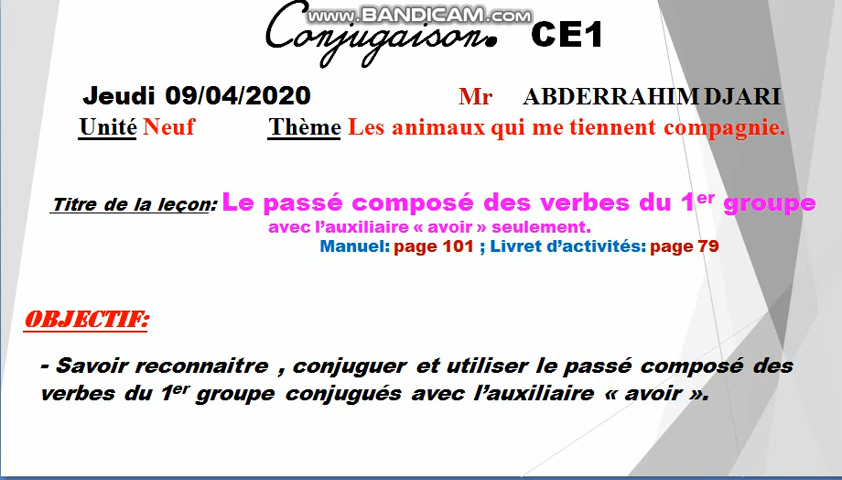 www.BANDICAM.com
Conjugaison. CE1
Jeudi 09/04/2020 Mr ABDERRAHIM DJARI
Unité Neuf Thème Les animaux qui me tiennent compagnie.
Titre de la leçon: Le passé composé des verbes du 1er groupe
avec l'auxiliaire « avoir » seulement.
Manuel: page 101 ; Livret d'activités: page 79
OBJECTIF:
- Savoir reconnaitre , conjuguer et utiliser le passé composé des
verbes du 1er groupe conjugués avec l'auxiliaire « avoir ».